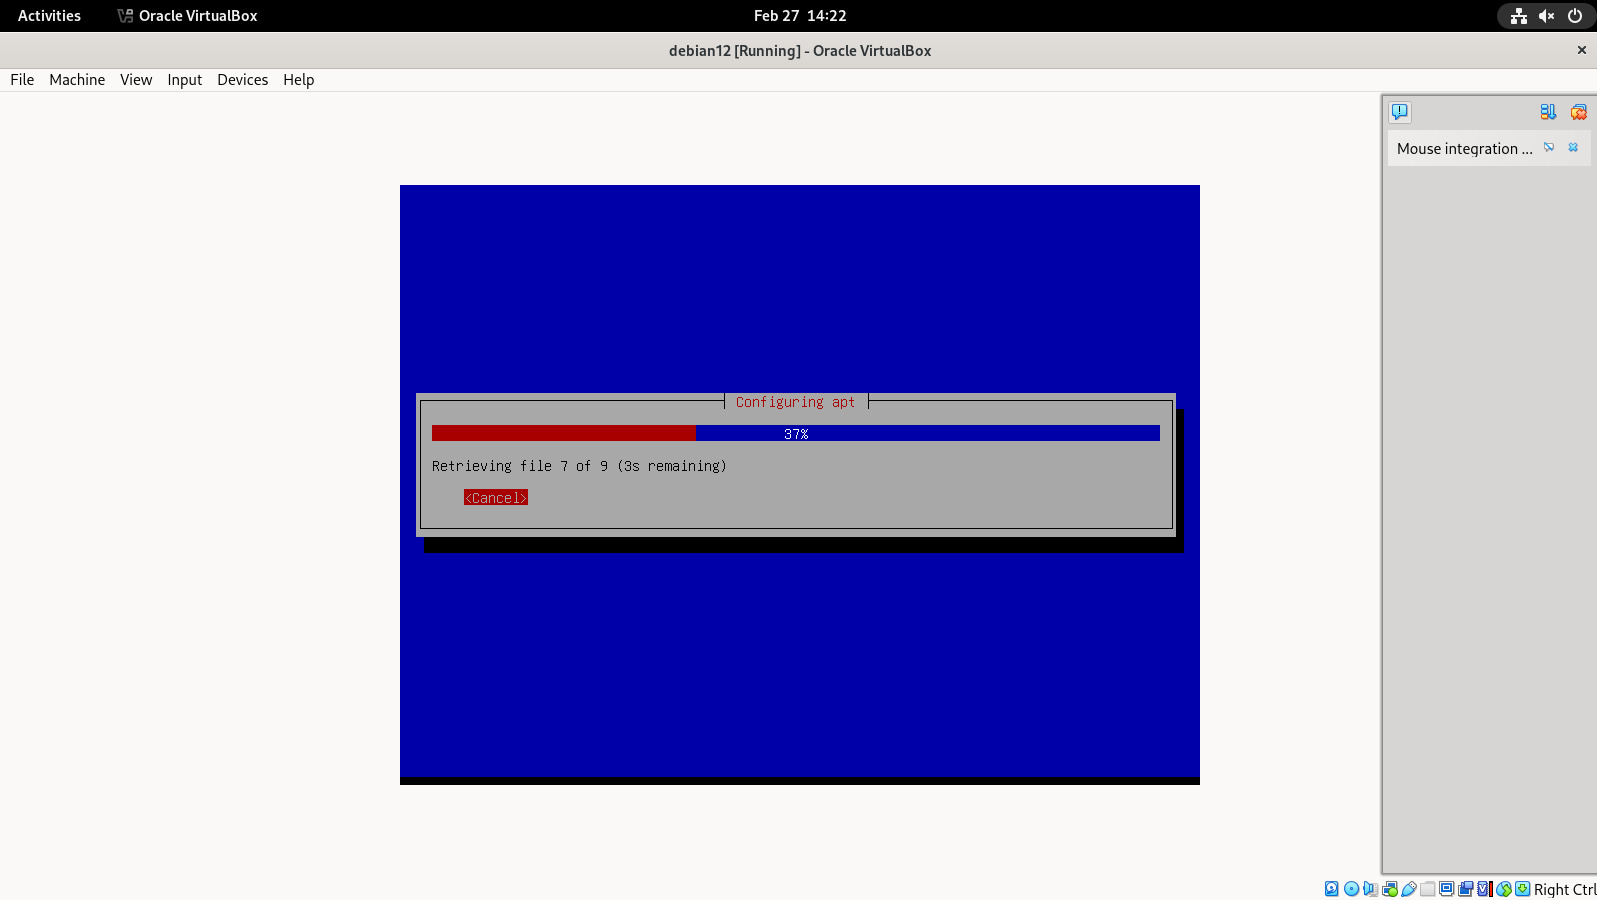 Activities Oracle VirtualBox Feb 27 14:22
debian12 [Running] - Oracle VirtualBox
File Machine View Input Devices Help
Mouse integration ...
Configuring apt
37%
Retrieving file 7 of 9 (3s remaining)
<Cancel>
Right Ctrl